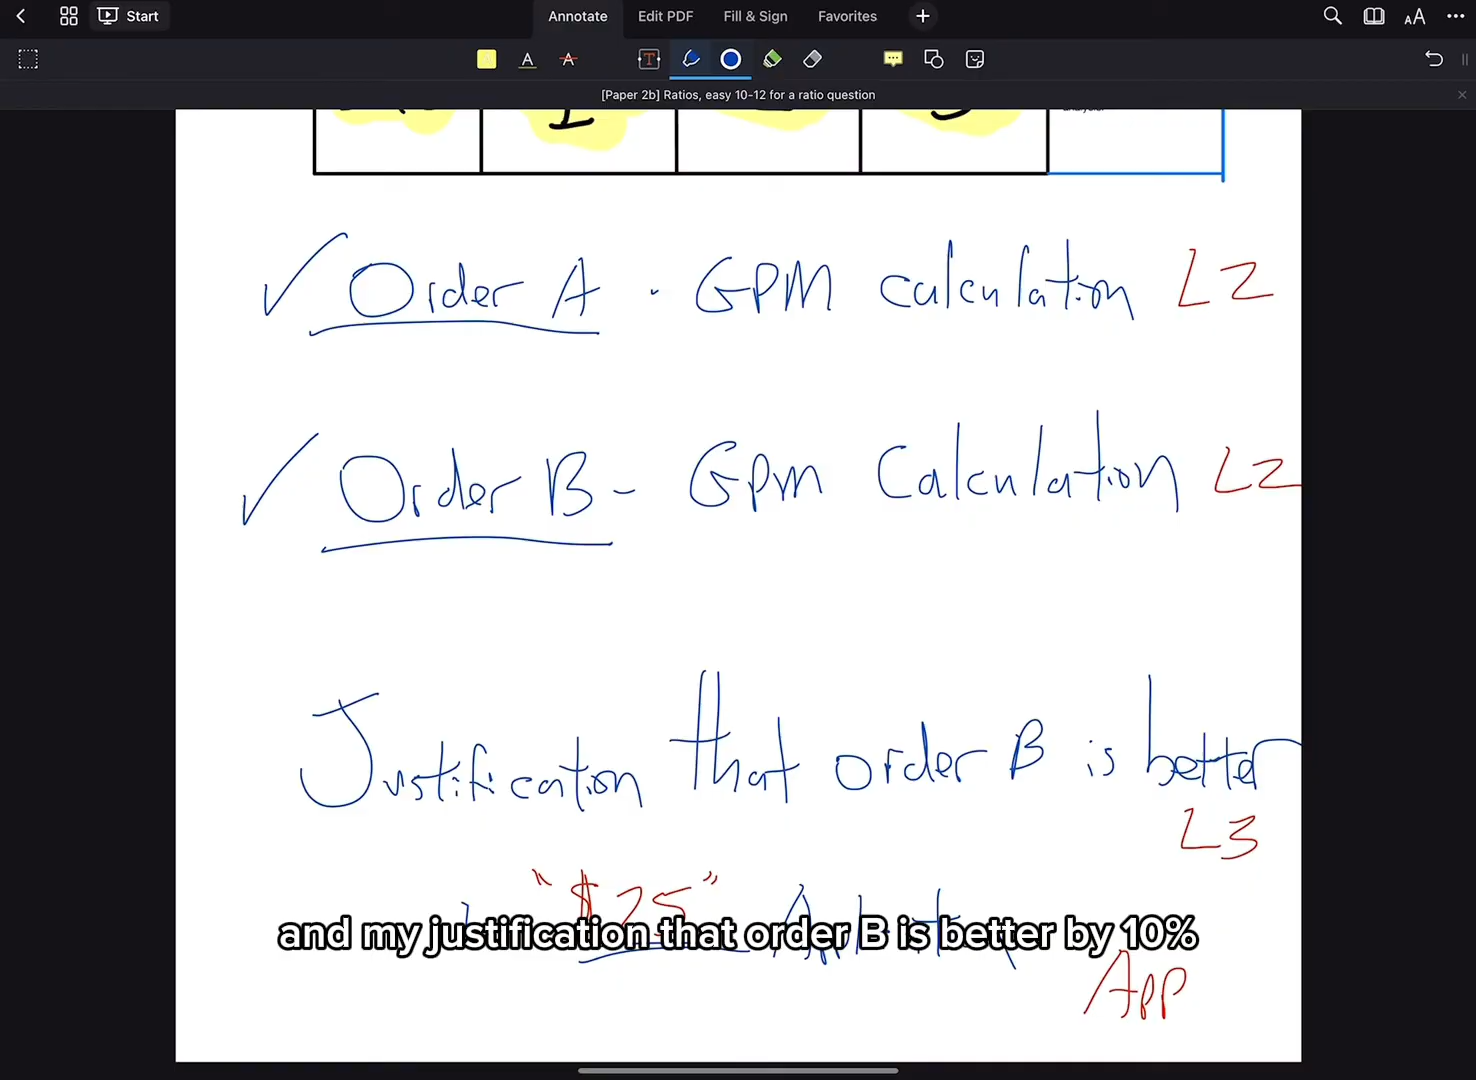 Start
Annotate
Edit PDF
Fill & Sign
Favorites
[Paper 2b] Ratios, easy 10-12 for a ratio question
✓ Order A · GPM calculation L2
✓ Order B - GPM Calculation L2
Justification that order B is better
L3
"$25"
and my justification that order B is better by 10%
App